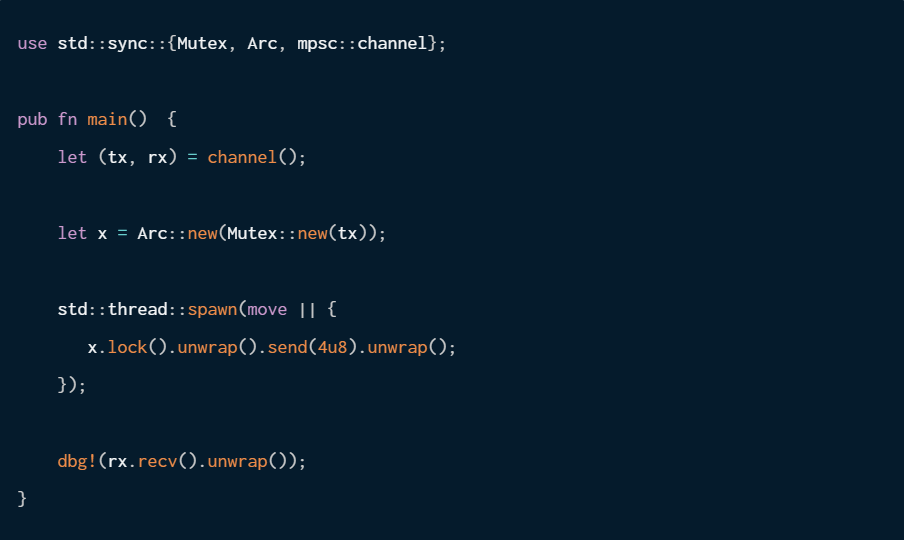 use std::sync::{Mutex, Arc, mpsc::channel};
pub fn main()  {
    let (tx, rx) = channel();
    let x = Arc::new(Mutex::new(tx));
    std::thread::spawn(move || {
       x.lock().unwrap().send(4u8).unwrap();
    });
    dbg!(rx.recv().unwrap());
}